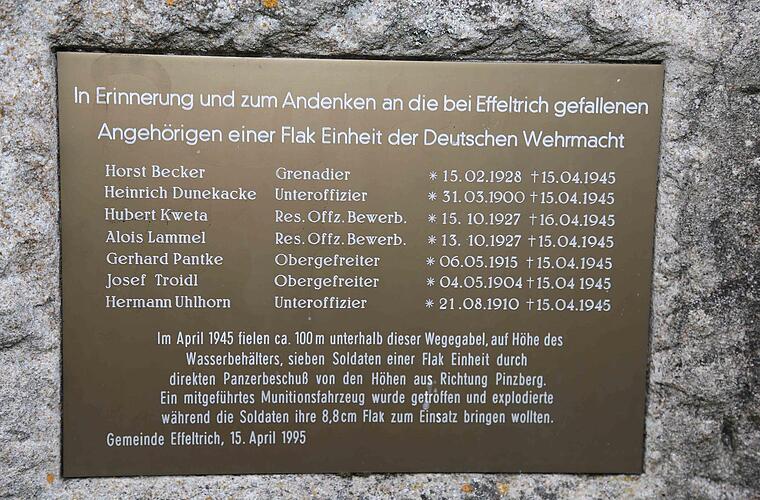 In Erinnerung und zum Andenken an die bei Effeltrich gefallenen
Angehörigen einer Flak Einheit der Deutschen Wehrmacht
Horst Becker Grenadier * 15.02.1928 † 15.04.1945
Heinrich Dunekacke Unteroffizier * 31.03.1900 † 15.04.1945
Hubert Kweta Res. Offz. Bewerb. * 15.10.1927 † 16.04.1945
Alois Lammel Res. Offz. Bewerb. * 13.10.1927 † 15.04.1945
Gerhard Pantke Obergefreiter * 06.05.1915 † 15.04.1945
Josef Troidl Obergefreiter * 04.05.1904 † 15.04 1945
Hermann Uhlhorn Unteroffizier * 21.08.1910 † 15.04.1945
Im April 1945 fielen ca. 100 m unterhalb dieser Wegegabel, auf Höhe des
Wasserbehälters, sieben Soldaten einer Flak Einheit durch
direkten Panzerbeschuß von den Höhen aus Richtung Pinzberg.
Ein mitgeführtes Munitionsfahrzeug wurde getroffen und explodierte
während die Soldaten ihre 8,8cm Flak zum Einsatz bringen wollten.
Gemeinde Effeltrich, 15. April 1995